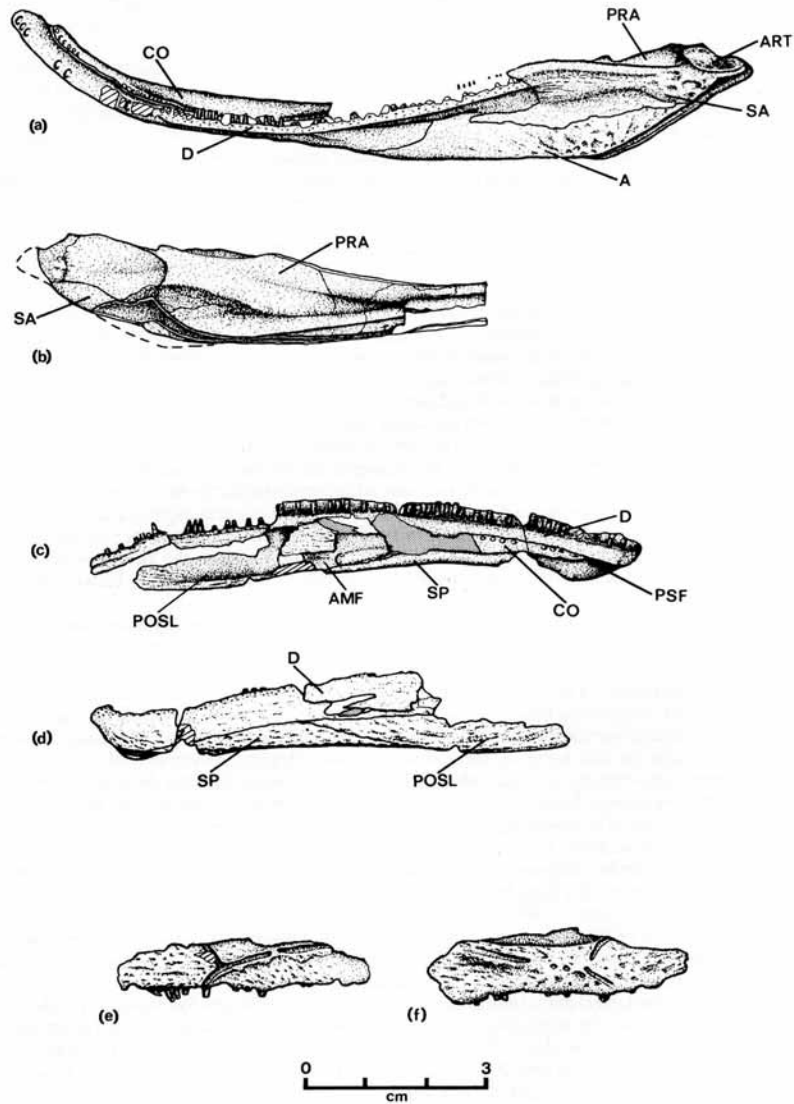 PRA
ART
CO
SA
(a)
D
A
PRA
SA
(b)
D
(c)
PSF
SP
CO
AMF
POSL
D
(d)
SP
POSL
(e)
(f)
0 3
cm